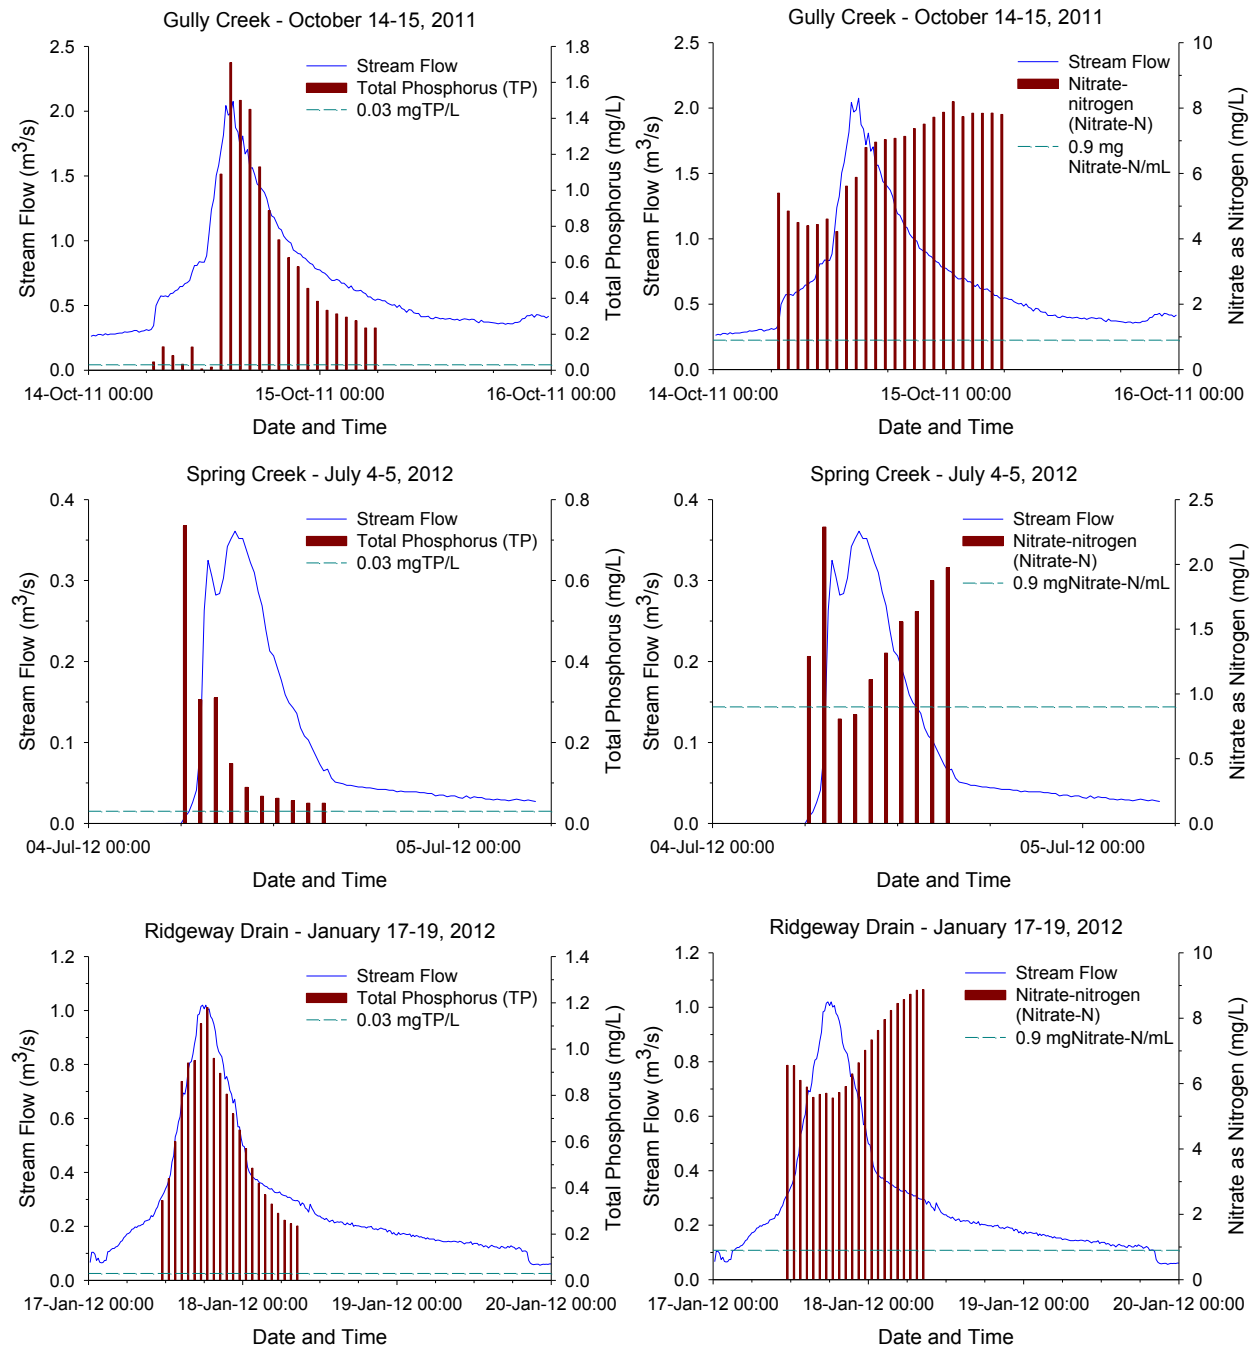 Gully Creek - October 14-15, 2011
Stream Flow (m3/s)
2.5
2.0
1.5
1.0
0.5
0.0
Stream Flow
Total Phosphorus (TP)
0.03 mgTP/L
1.8
1.6
1.4
1.2
1.0
0.8
0.6
0.4
0.2
0.0
Total Phosphorus (mg/L)
14-Oct-11 00:00
15-Oct-11 00:00
16-Oct-11 00:00
Date and Time
Gully Creek - October 14-15, 2011
Stream Flow (m3/s)
2.5
2.0
1.5
1.0
0.5
0.0
Stream Flow
Nitrate-
nitrogen
(Nitrate-N)
0.9 mg
Nitrate-N/mL
10
8
6
4
2
0
Nitrate as Nitrogen (mg/L)
14-Oct-11 00:00
15-Oct-11 00:00
16-Oct-11 00:00
Date and Time
Spring Creek - July 4-5, 2012
Stream Flow (m3/s)
0.4
0.3
0.2
0.1
0.0
Stream Flow
Total Phosphorus (TP)
0.03 mgTP/L
0.8
0.6
0.4
0.2
0.0
Total Phosphorus (mg/L)
04-Jul-12 00:00
05-Jul-12 00:00
Date and Time
Spring Creek - July 4-5, 2012
Stream Flow (m3/s)
0.4
0.3
0.2
0.1
0.0
Stream Flow
Nitrate-nitrogen
(Nitrate-N)
0.9 mgNitrate-N/mL
2.5
2.0
1.5
1.0
0.5
0.0
Nitrate as Nitrogen (mg/L)
04-Jul-12 00:00
05-Jul-12 00:00
Date and Time
Ridgeway Drain - January 17-19, 2012
Stream Flow (m3/s)
1.2
1.0
0.8
0.6
0.4
0.2
0.0
Stream Flow
Total Phosphorus (TP)
0.03 mgTP/L
1.4
1.2
1.0
0.8
0.6
0.4
0.2
0.0
Total Phosphorus (mg/L)
17-Jan-12 00:00
18-Jan-12 00:00
19-Jan-12 00:00
20-Jan-12 00:00
Date and Time
Ridgeway Drain - January 17-19, 2012
Stream Flow (m3/s)
1.2
1.0
0.8
0.6
0.4
0.2
0.0
Stream Flow
Nitrate-nitrogen
(Nitrate-N)
0.9 mgNitrate-N/mL
10
8
6
4
2
0
Nitrate as Nitrogen (mg/L)
17-Jan-12 00:00
18-Jan-12 00:00
19-Jan-12 00:00
20-Jan-12 00:00
Date and Time